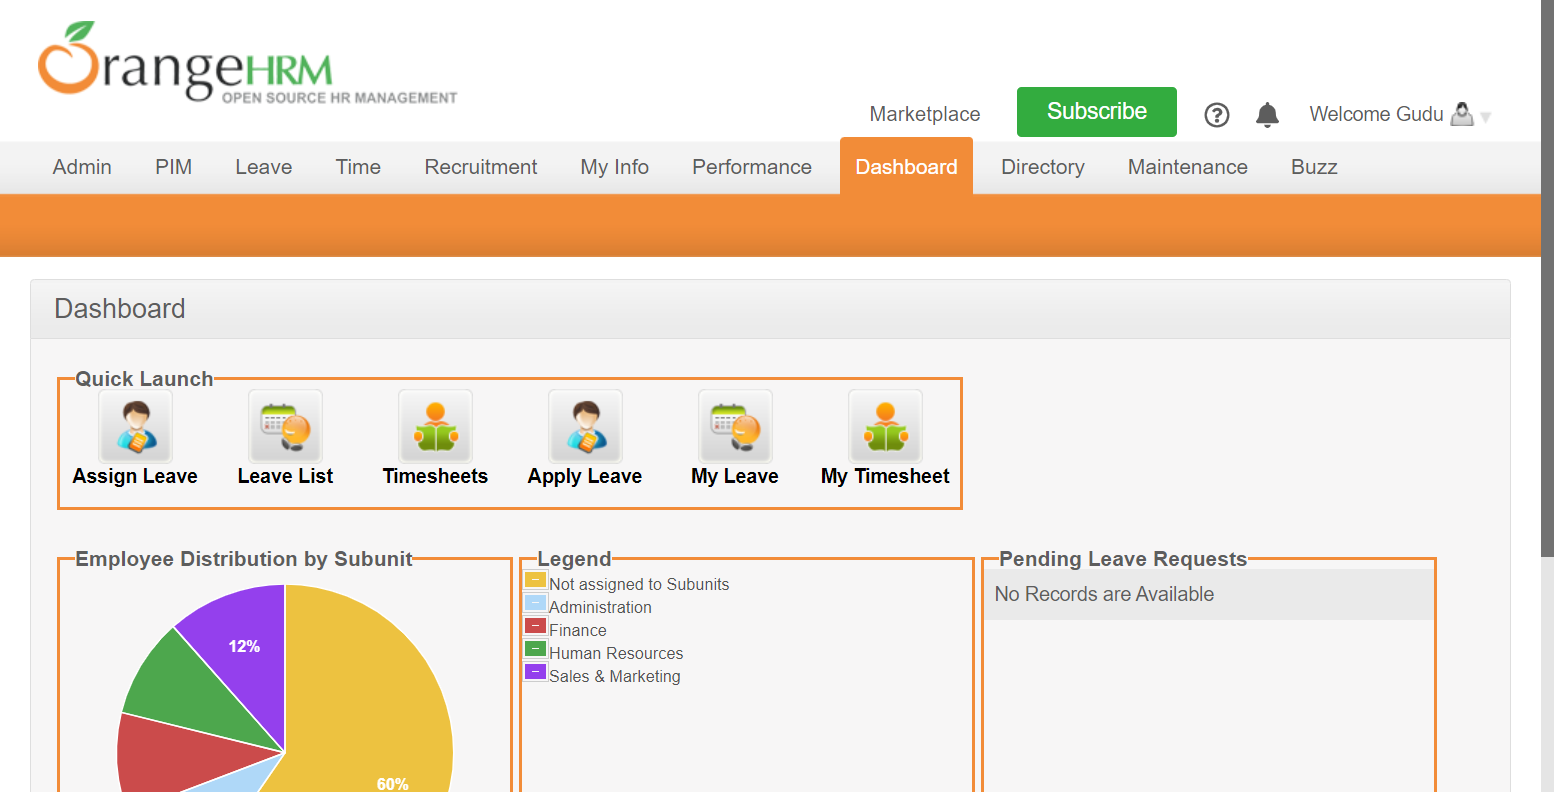 OrangeHRM
OPEN SOURCE HR MANAGEMENT
Marketplace Subscribe ? Welcome Gudu
Admin PIM Leave Time Recruitment My Info Performance Dashboard Directory Maintenance Buzz
Dashboard
Quick Launch
Assign Leave Leave List Timesheets Apply Leave My Leave My Timesheet
Employee Distribution by Subunit
12%
60%
Legend
Not assigned to Subunits
Administration
Finance
Human Resources
Sales & Marketing
Pending Leave Requests
No Records are Available